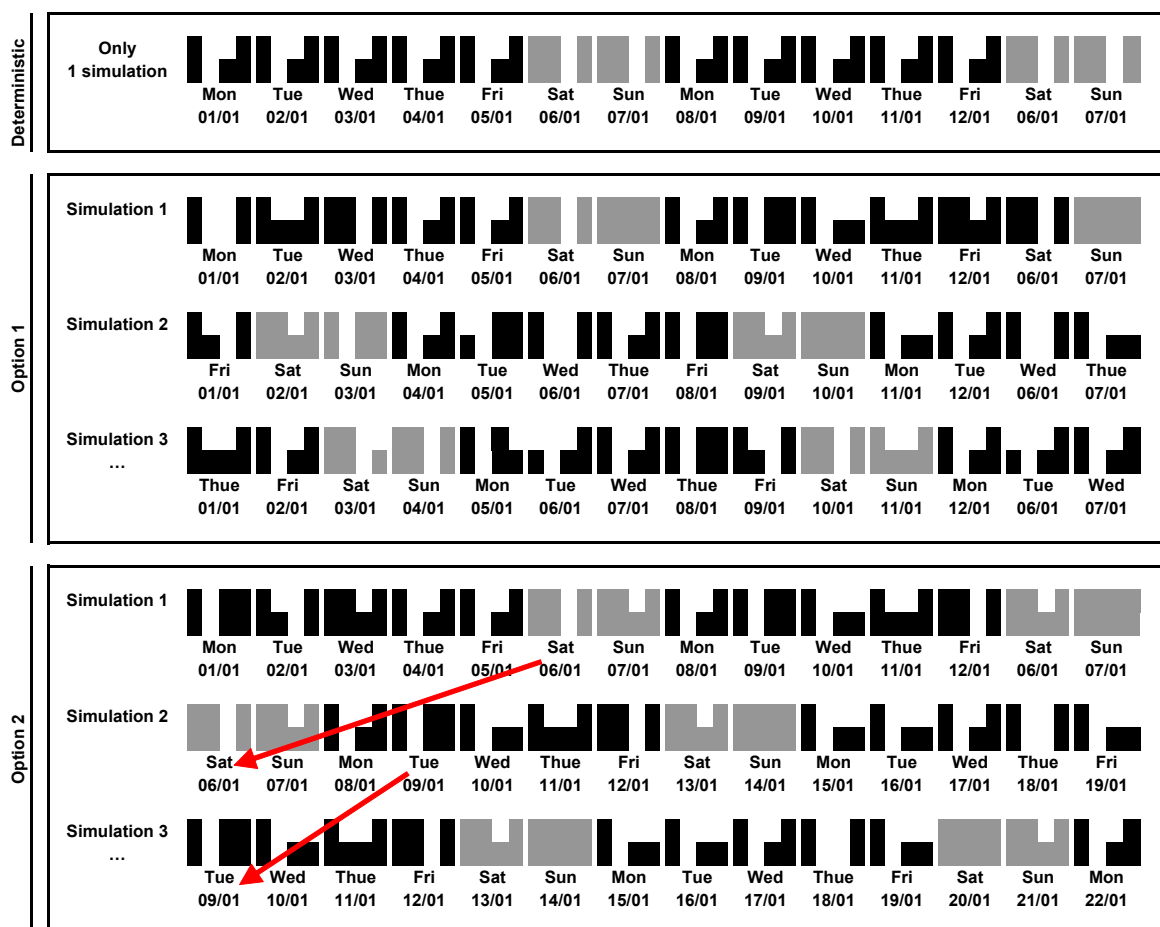 Deterministic
Only
1 simulation
Mon Tue Wed Thue Fri Sat Sun Mon Tue Wed Thue Fri Sat Sun
01/01 02/01 03/01 04/01 05/01 06/01 07/01 08/01 09/01 10/01 11/01 12/01 06/01 07/01
Option 1
Simulation 1
Mon Tue Wed Thue Fri Sat Sun Mon Tue Wed Thue Fri Sat Sun
01/01 02/01 03/01 04/01 05/01 06/01 07/01 08/01 09/01 10/01 11/01 12/01 06/01 07/01
Simulation 2
Fri Sat Sun Mon Tue Wed Thue Fri Sat Sun Mon Tue Wed Thue
01/01 02/01 03/01 04/01 05/01 06/01 07/01 08/01 09/01 10/01 11/01 12/01 06/01 07/01
Simulation 3
...
Thue Fri Sat Sun Mon Tue Wed Thue Fri Sat Sun Mon Tue Wed
01/01 02/01 03/01 04/01 05/01 06/01 07/01 08/01 09/01 10/01 11/01 12/01 06/01 07/01
Option 2
Simulation 1
Mon Tue Wed Thue Fri Sat Sun Mon Tue Wed Thue Fri Sat Sun
01/01 02/01 03/01 04/01 05/01 06/01 07/01 08/01 09/01 10/01 11/01 12/01 06/01 07/01
Simulation 2
Sat Sun Mon Tue Wed Thue Fri Sat Sun Mon Tue Wed Thue Fri
06/01 07/01 08/01 09/01 10/01 11/01 12/01 13/01 14/01 15/01 16/01 17/01 18/01 19/01
Simulation 3
...
Tue Wed Thue Fri Sat Sun Mon Tue Wed Thue Fri Sat Sun Mon
09/01 10/01 11/01 12/01 13/01 14/01 15/01 16/01 17/01 18/01 19/01 20/01 21/01 22/01